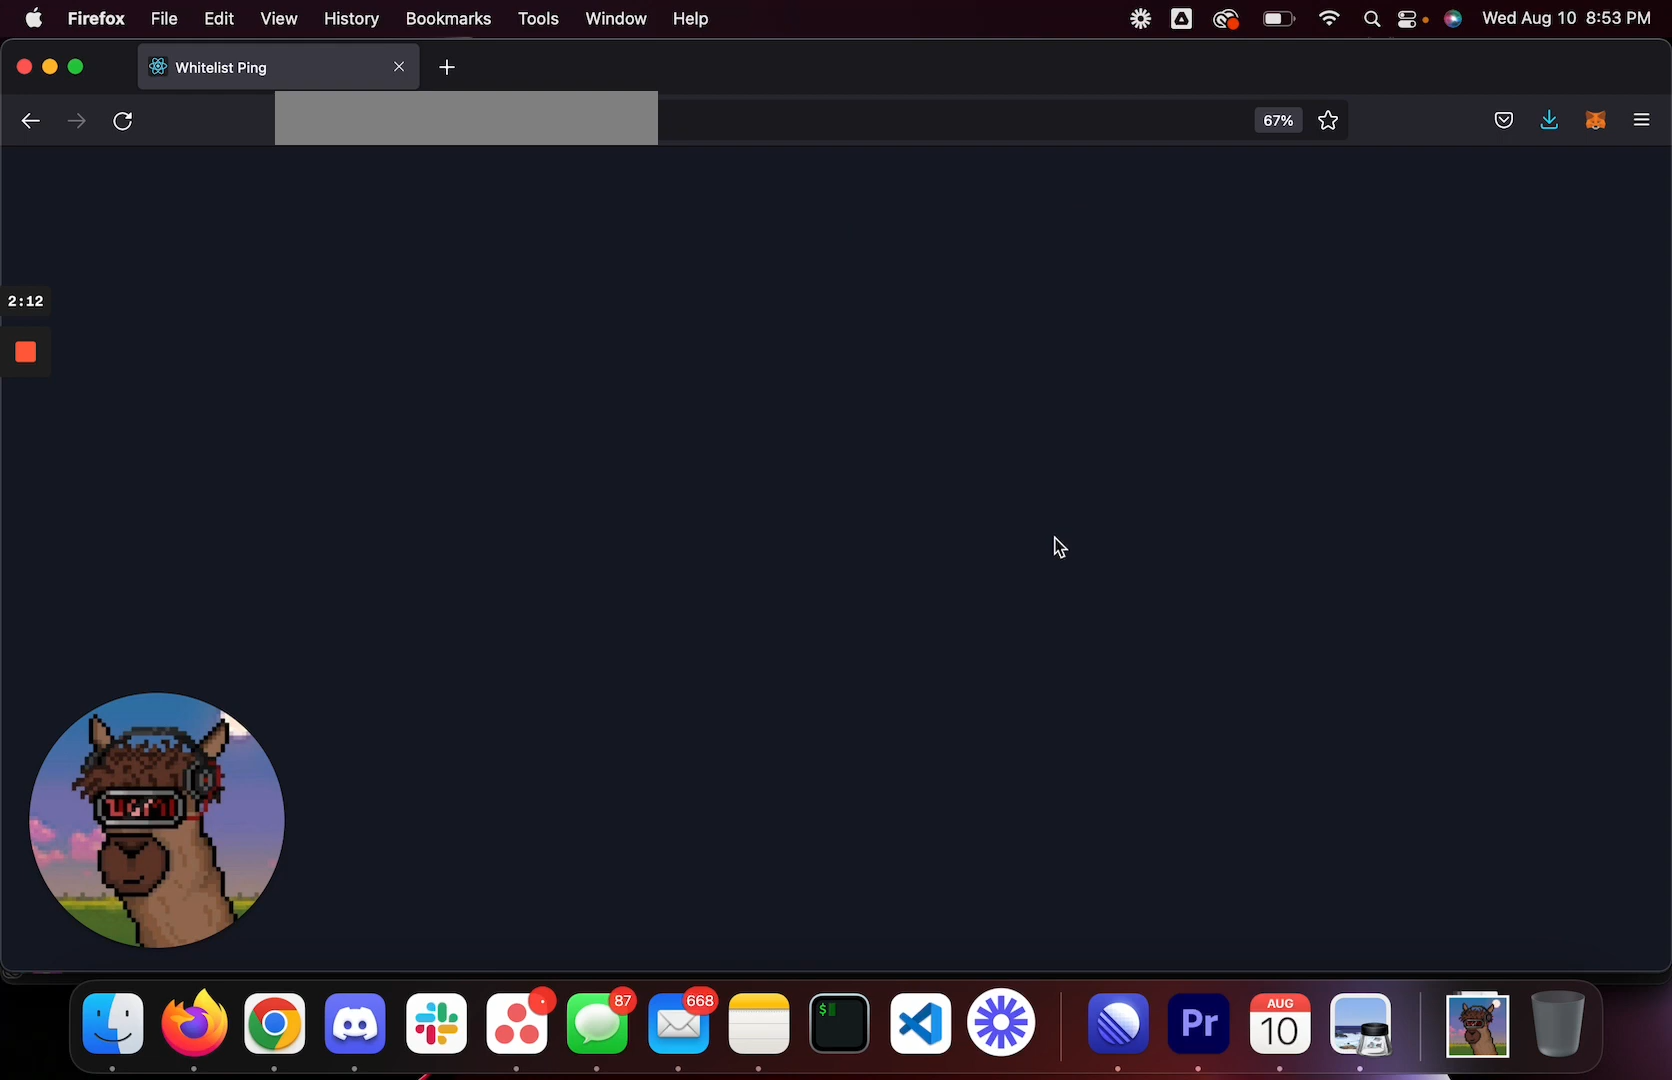 Firefox File Edit View History Bookmarks Tools Window Help Wed Aug 10 8:53 PM
Whitelist Ping
67%
2:12
UGMI
87
668
$
Pr
AUG
10